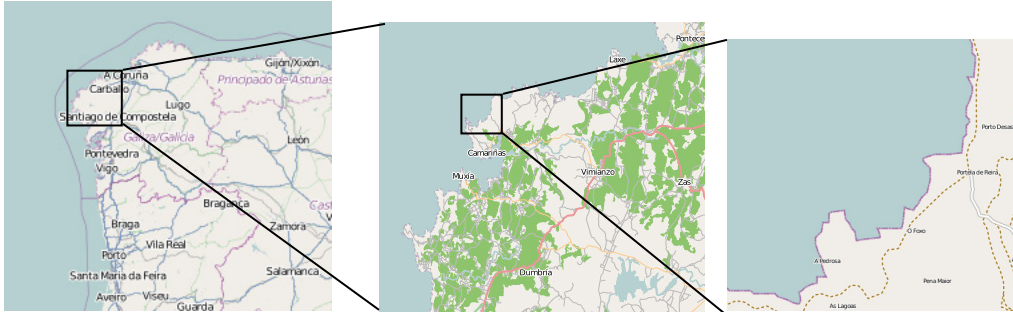 A Coruña
Gijón/Xixón
Carballo
Principado de Asturias
Lugo
Santiago de Compostela
Galiza/Galicia
León
Pontevedra
Vigo
Bragança
Braga
Zamora
Porto
Vila Real
Santa Maria da Feira
Salamanca
Aveiro
Viseu
Guarda
Pontece
Laxe
Camariñas
Muxía
Vimianzo
Zas
Dumbría
Porto Desas
Portela de Reira
O Foxo
A Pedrosa
Pena Maior
As Lagoas